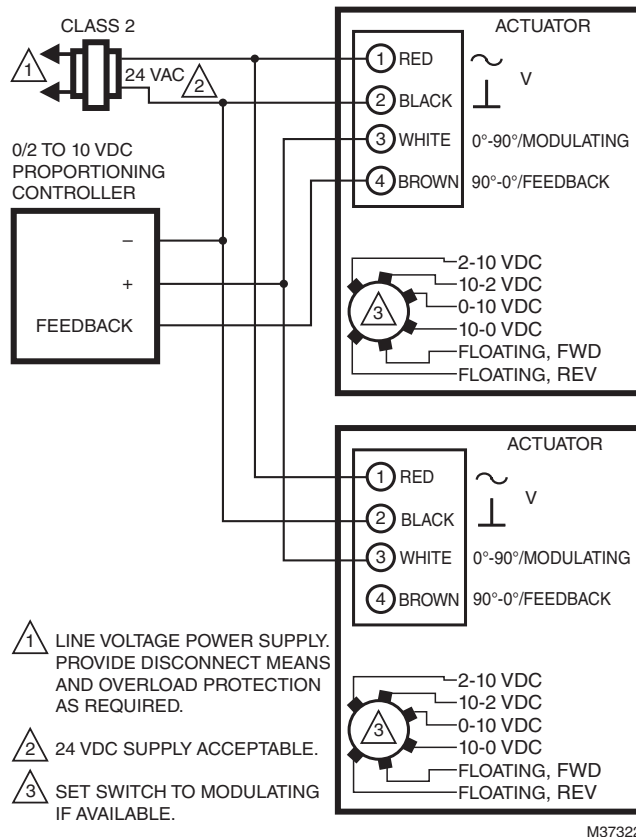 CLASS 2
1
24 VAC
2
0/2 TO 10 VDC
PROPORTIONING
CONTROLLER
–
+
FEEDBACK
ACTUATOR
1 RED
V
2 BLACK
3 WHITE 0°-90°/MODULATING
4 BROWN 90°-0°/FEEDBACK
3
2-10 VDC
10-2 VDC
0-10 VDC
10-0 VDC
FLOATING, FWD
FLOATING, REV
ACTUATOR
1 RED
V
2 BLACK
3 WHITE 0°-90°/MODULATING
4 BROWN 90°-0°/FEEDBACK
3
2-10 VDC
10-2 VDC
0-10 VDC
10-0 VDC
FLOATING, FWD
FLOATING, REV
1 LINE VOLTAGE POWER SUPPLY.
PROVIDE DISCONNECT MEANS
AND OVERLOAD PROTECTION
AS REQUIRED.
2 24 VDC SUPPLY ACCEPTABLE.
3 SET SWITCH TO MODULATING
IF AVAILABLE.
M37322